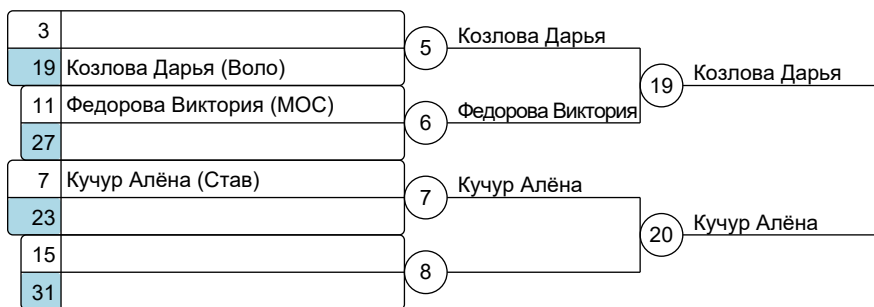 3
5 Козлова Дарья
19 Козлова Дарья (Воло)
19 Козлова Дарья
11 Федорова Виктория (МОС)
6 Федорова Виктория
27
7 Кучур Алёна (Став)
7 Кучур Алёна
23
20 Кучур Алёна
15
8
31